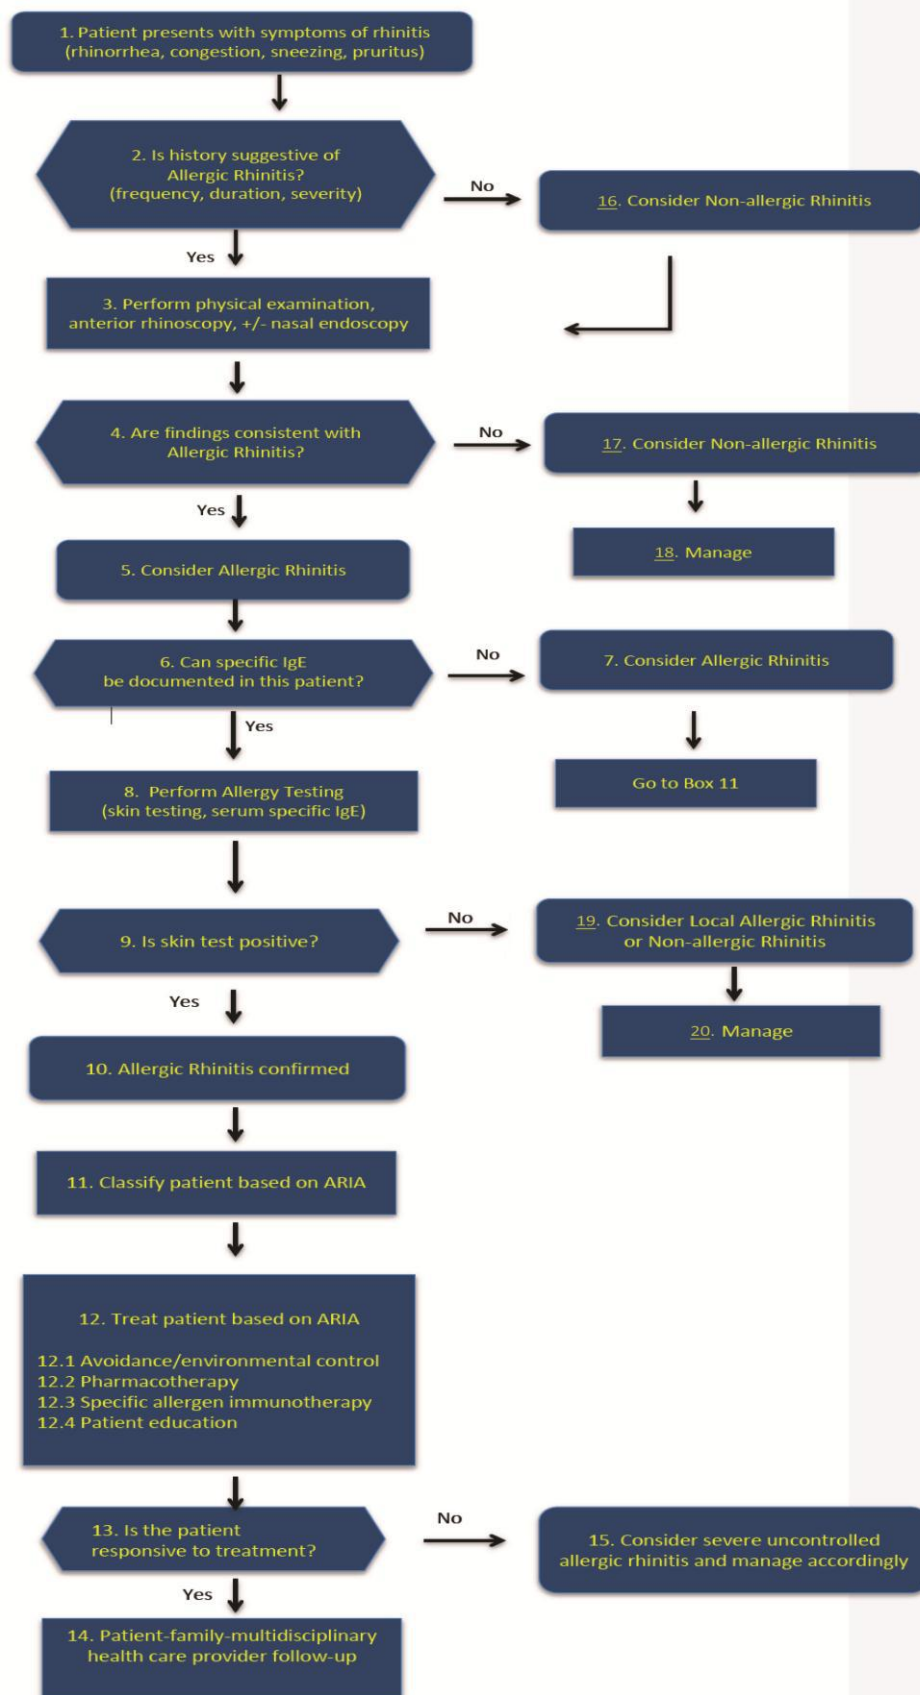 1. Patient presents with symptoms of rhinitis
(rhinorrhea, congestion, sneezing, pruritus)
2. Is history suggestive of
Allergic Rhinitis?
(frequency, duration, severity)
No
16. Consider Non-allergic Rhinitis
Yes
3. Perform physical examination,
anterior rhinoscopy, +/- nasal endoscopy
4. Are findings consistent with
Allergic Rhinitis?
No
17. Consider Non-allergic Rhinitis
Yes
18. Manage
5. Consider Allergic Rhinitis
6. Can specific IgE
be documented in this patient?
No
7. Consider Allergic Rhinitis
Yes
Go to Box 11
8. Perform Allergy Testing
(skin testing, serum specific IgE)
9. Is skin test positive?
No
19. Consider Local Allergic Rhinitis
or Non-allergic Rhinitis
Yes
20. Manage
10. Allergic Rhinitis confirmed
11. Classify patient based on ARIA
12. Treat patient based on ARIA
12.1 Avoidance/environmental control
12.2 Pharmacotherapy
12.3 Specific allergen immunotherapy
12.4 Patient education
13. Is the patient
responsive to treatment?
No
15. Consider severe uncontrolled
allergic rhinitis and manage accordingly
Yes
14. Patient-family-multidisciplinary
health care provider follow-up